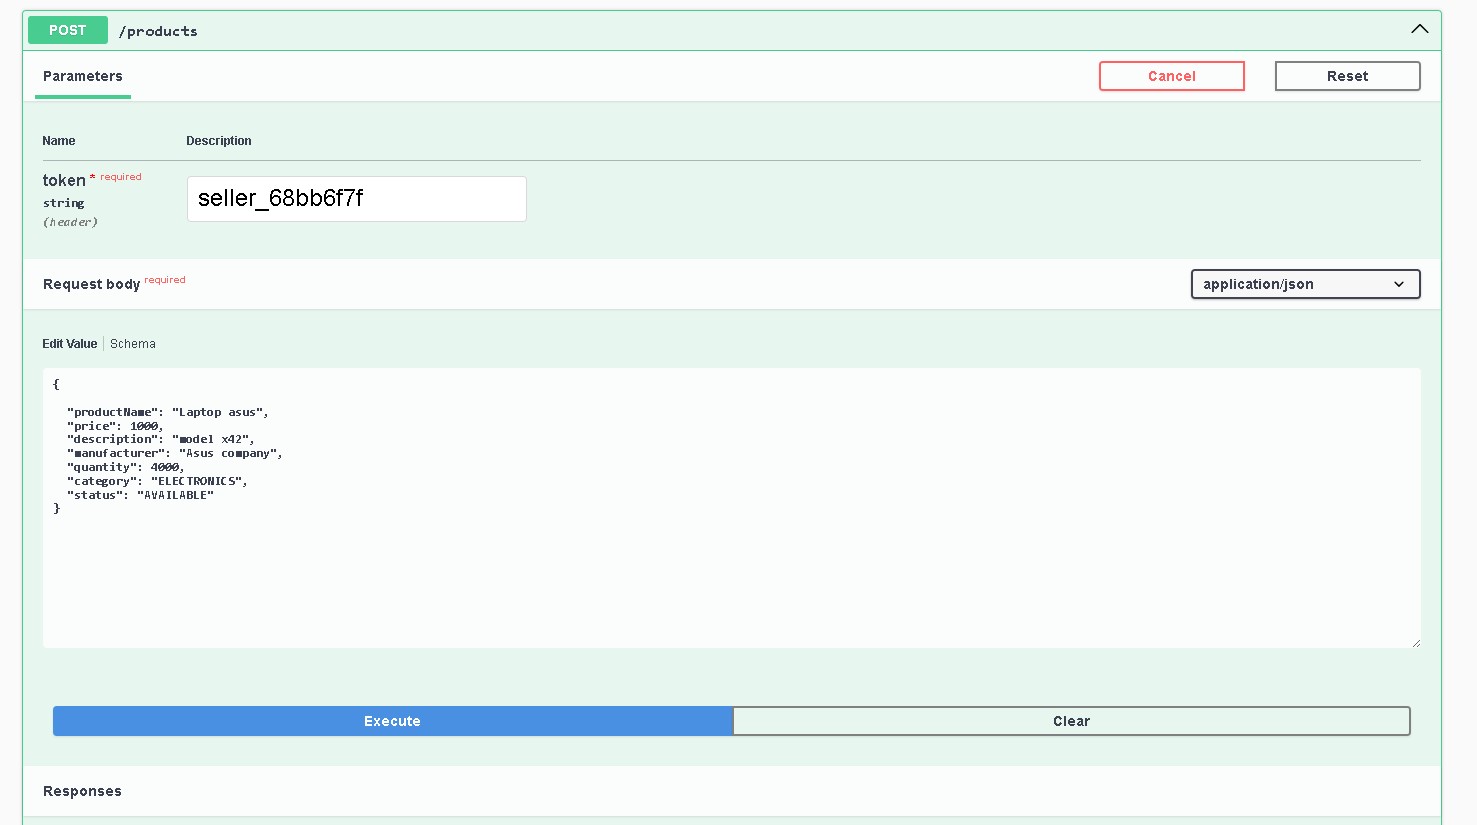 POST /products
Parameters
Cancel
Reset
Name Description
token * required
string
(header)
seller_68bb6f7f
Request body required
application/json
Edit Value | Schema
{
"productName": "Laptop asus",
"price": 1000,
"description": "model x42",
"manufacturer": "Asus company",
"quantity": 4000,
"category": "ELECTRONICS",
"status": "AVAILABLE"
}
Execute
Clear
Responses